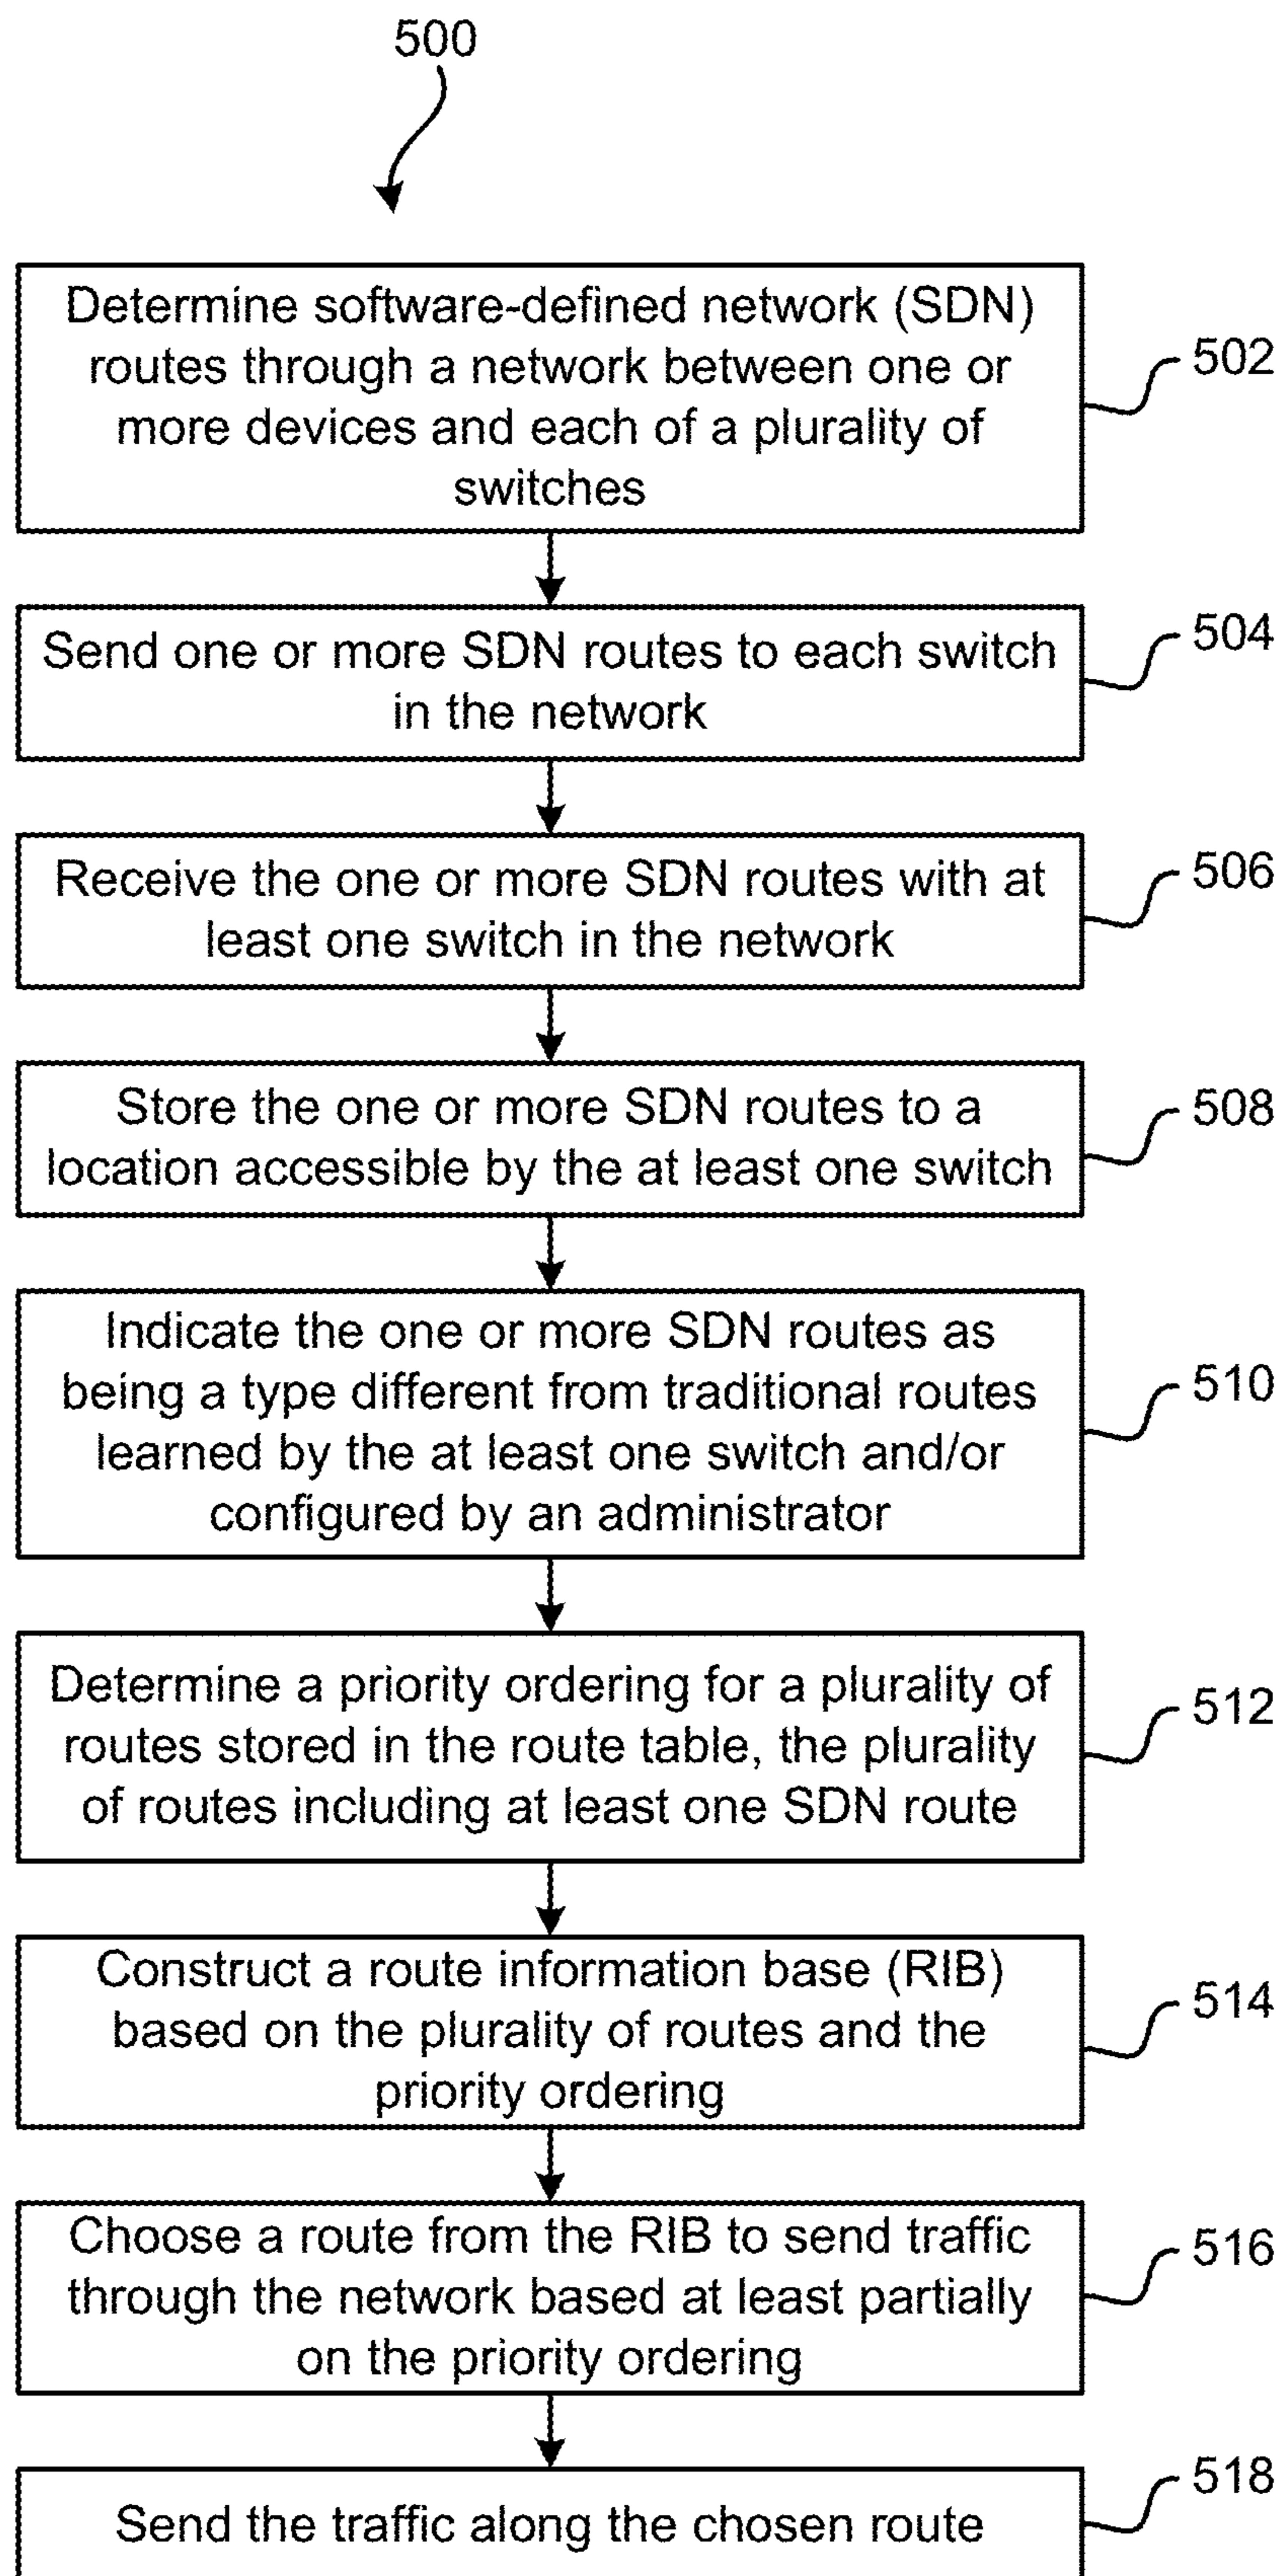 500
Determine software-defined network (SDN)
routes through a network between one or
more devices and each of a plurality of
switches
502
Send one or more SDN routes to each switch
in the network
504
Receive the one or more SDN routes with at
least one switch in the network
506
Store the one or more SDN routes to a
location accessible by the at least one switch
508
Indicate the one or more SDN routes as
being a type different from traditional routes
learned by the at least one switch and/or
configured by an administrator
510
Determine a priority ordering for a plurality of
routes stored in the route table, the plurality
of routes including at least one SDN route
512
Construct a route information base (RIB)
based on the plurality of routes and the
priority ordering
514
Choose a route from the RIB to send traffic
through the network based at least partially
on the priority ordering
516
Send the traffic along the chosen route
518